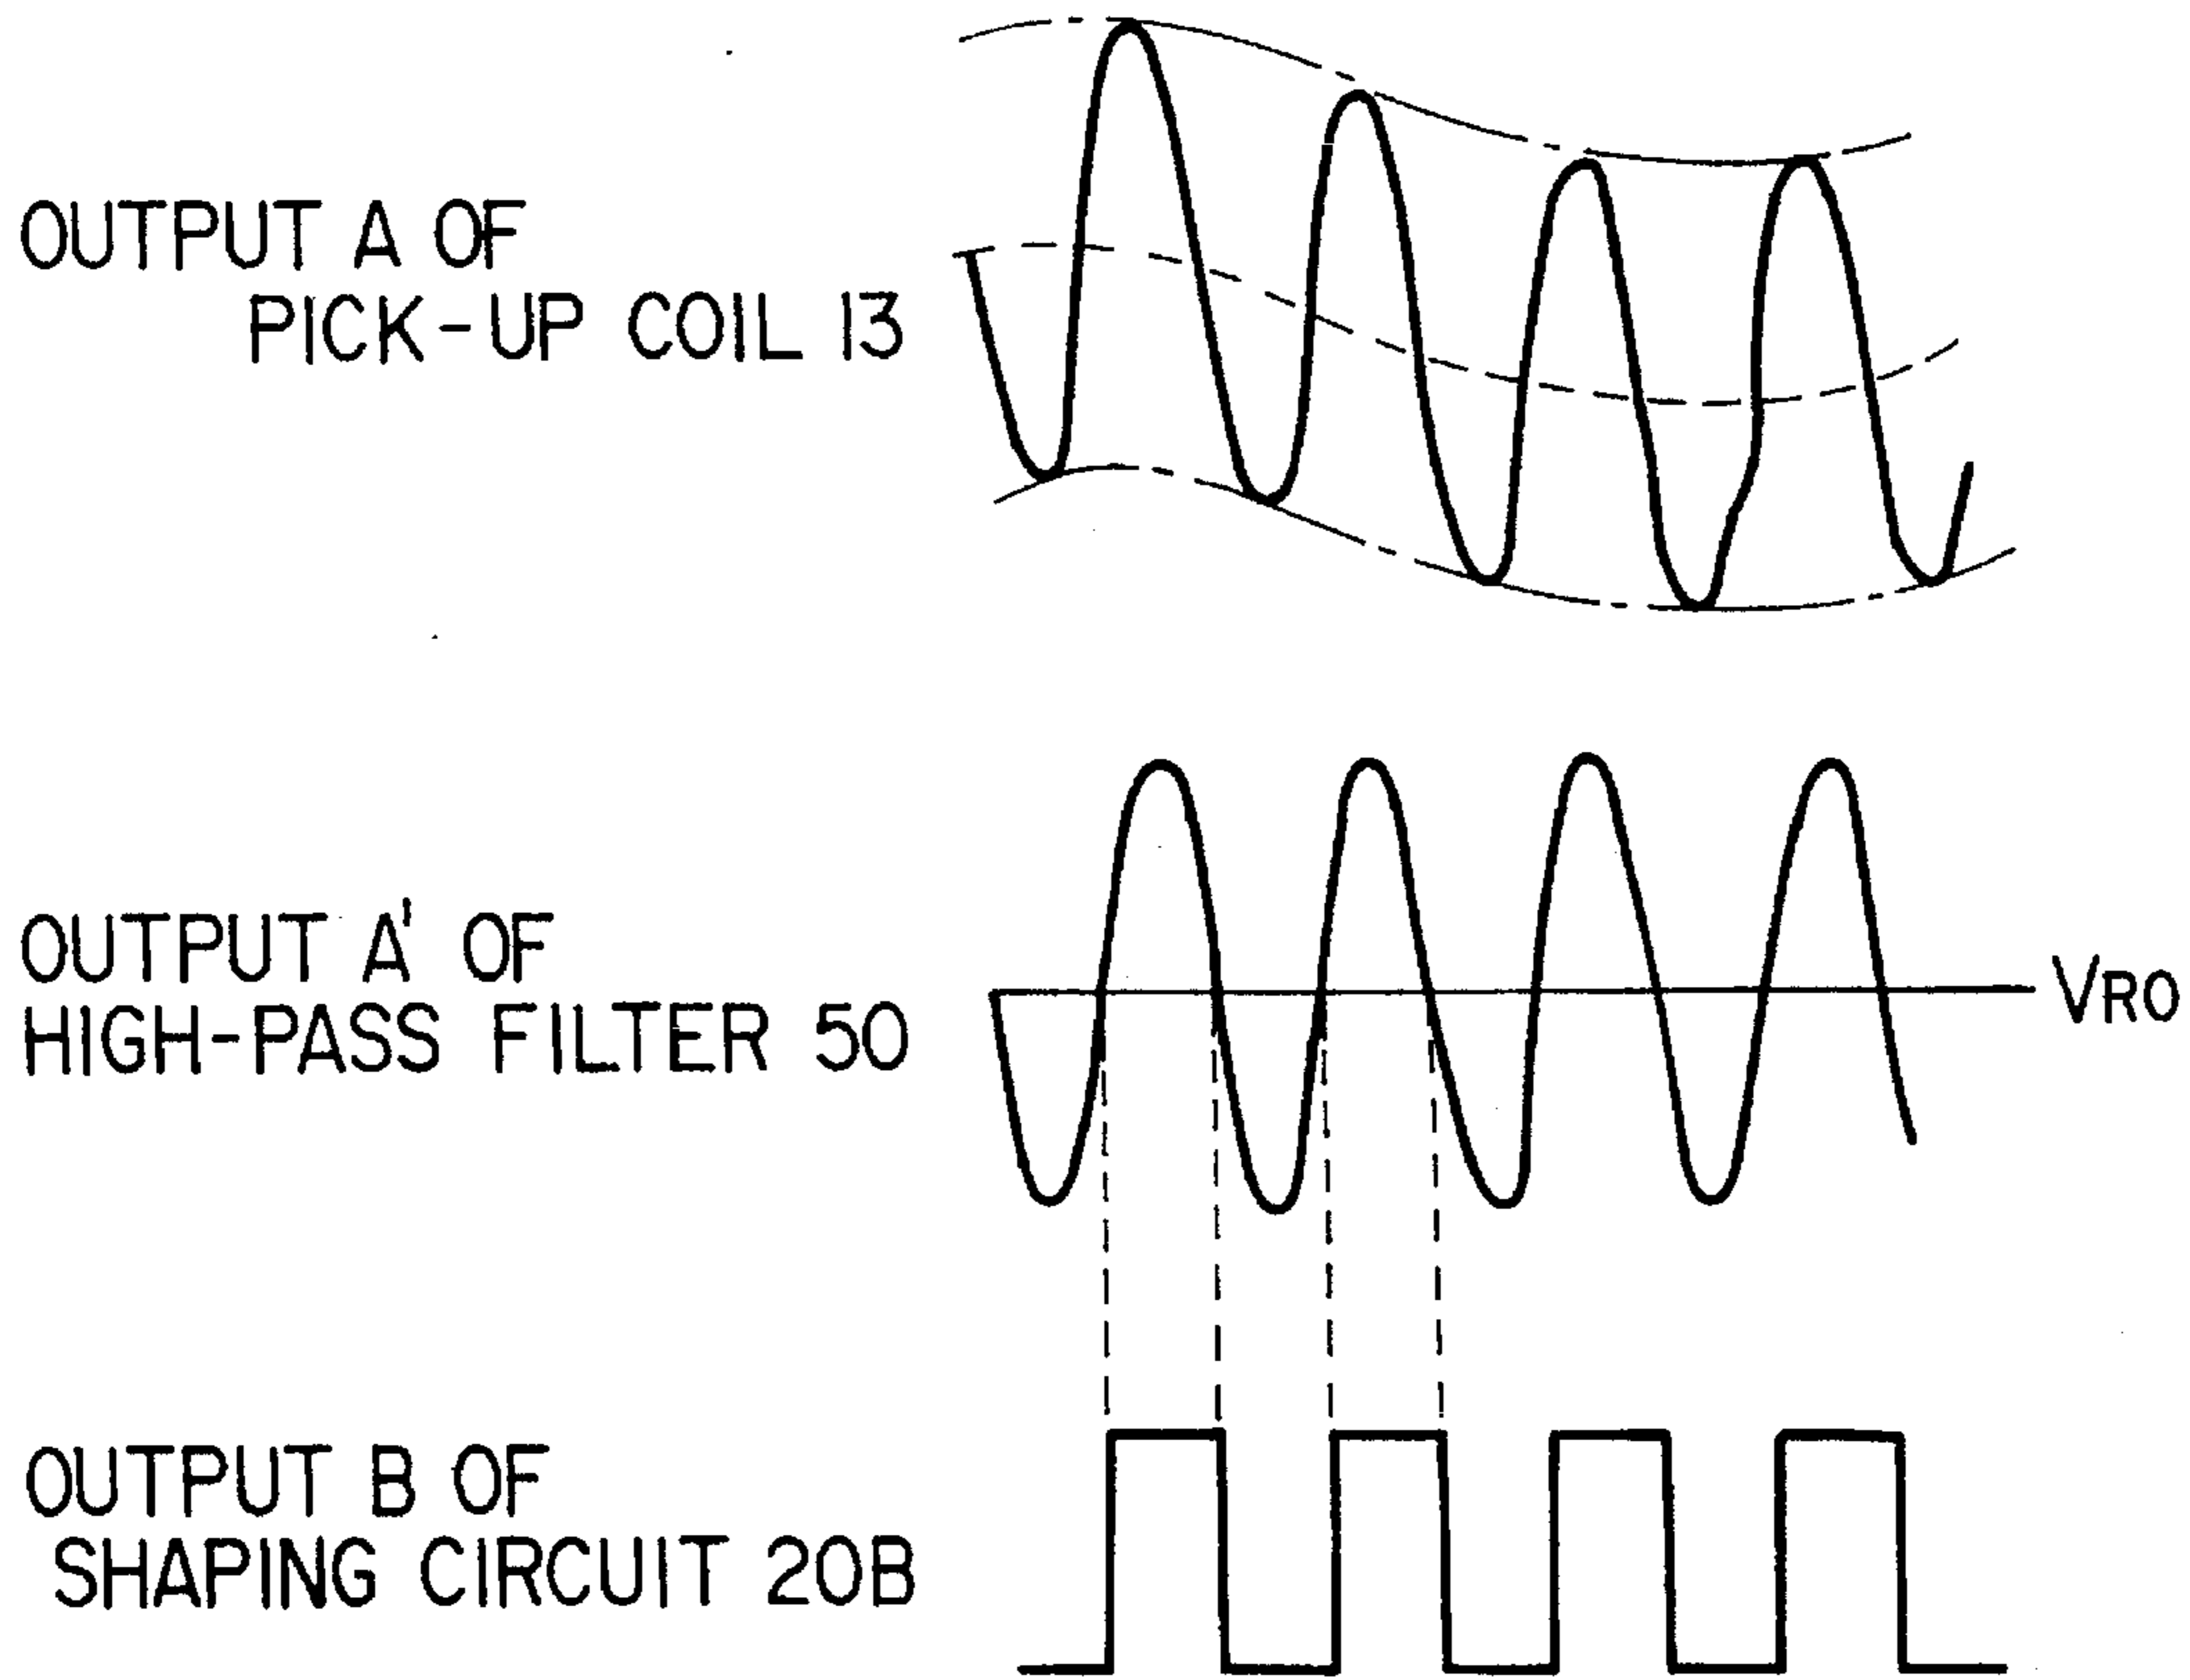 OUTPUT A OF
PICK-UP COIL 13
OUTPUT A' OF
HIGH-PASS FILTER 50
VRO
OUTPUT B OF
SHAPING CIRCUIT 20B